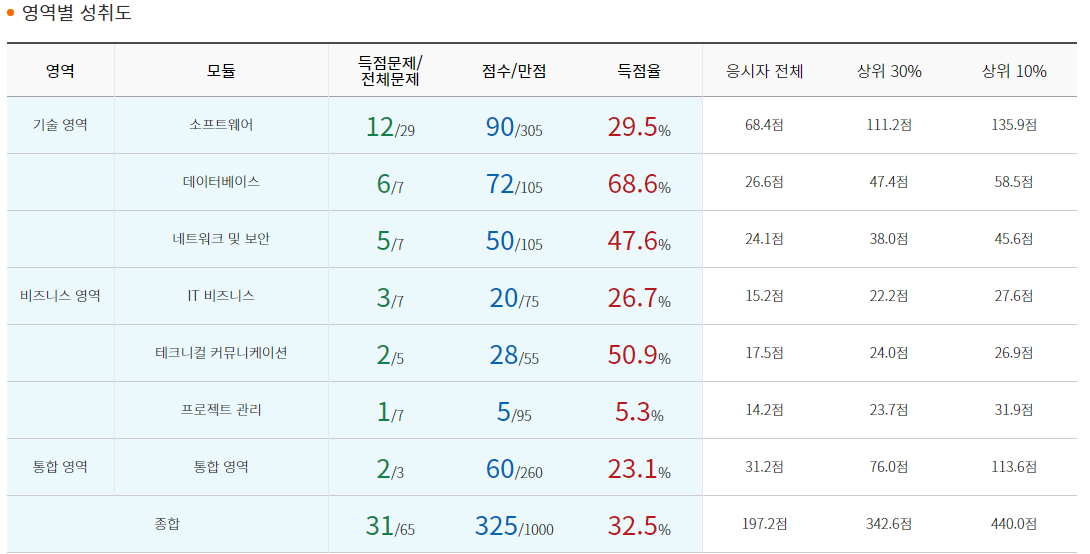 영역별 성취도
영역 모듈 득점문제/전체문제 점수/만점 득점율 응시자 전체 상위 30% 상위 10%
기술 영역 소프트웨어 12/29 90/305 29.5% 68.4점 111.2점 135.9점
데이터베이스 6/7 72/105 68.6% 26.6점 47.4점 58.5점
네트워크 및 보안 5/7 50/105 47.6% 24.1점 38.0점 45.6점
비즈니스 영역 IT 비즈니스 3/7 20/75 26.7% 15.2점 22.2점 27.6점
테크니컬 커뮤니케이션 2/5 28/55 50.9% 17.5점 24.0점 26.9점
프로젝트 관리 1/7 5/95 5.3% 14.2점 23.7점 31.9점
통합 영역 통합 영역 2/3 60/260 23.1% 31.2점 76.0점 113.6점
종합 31/65 325/1000 32.5% 197.2점 342.6점 440.0점